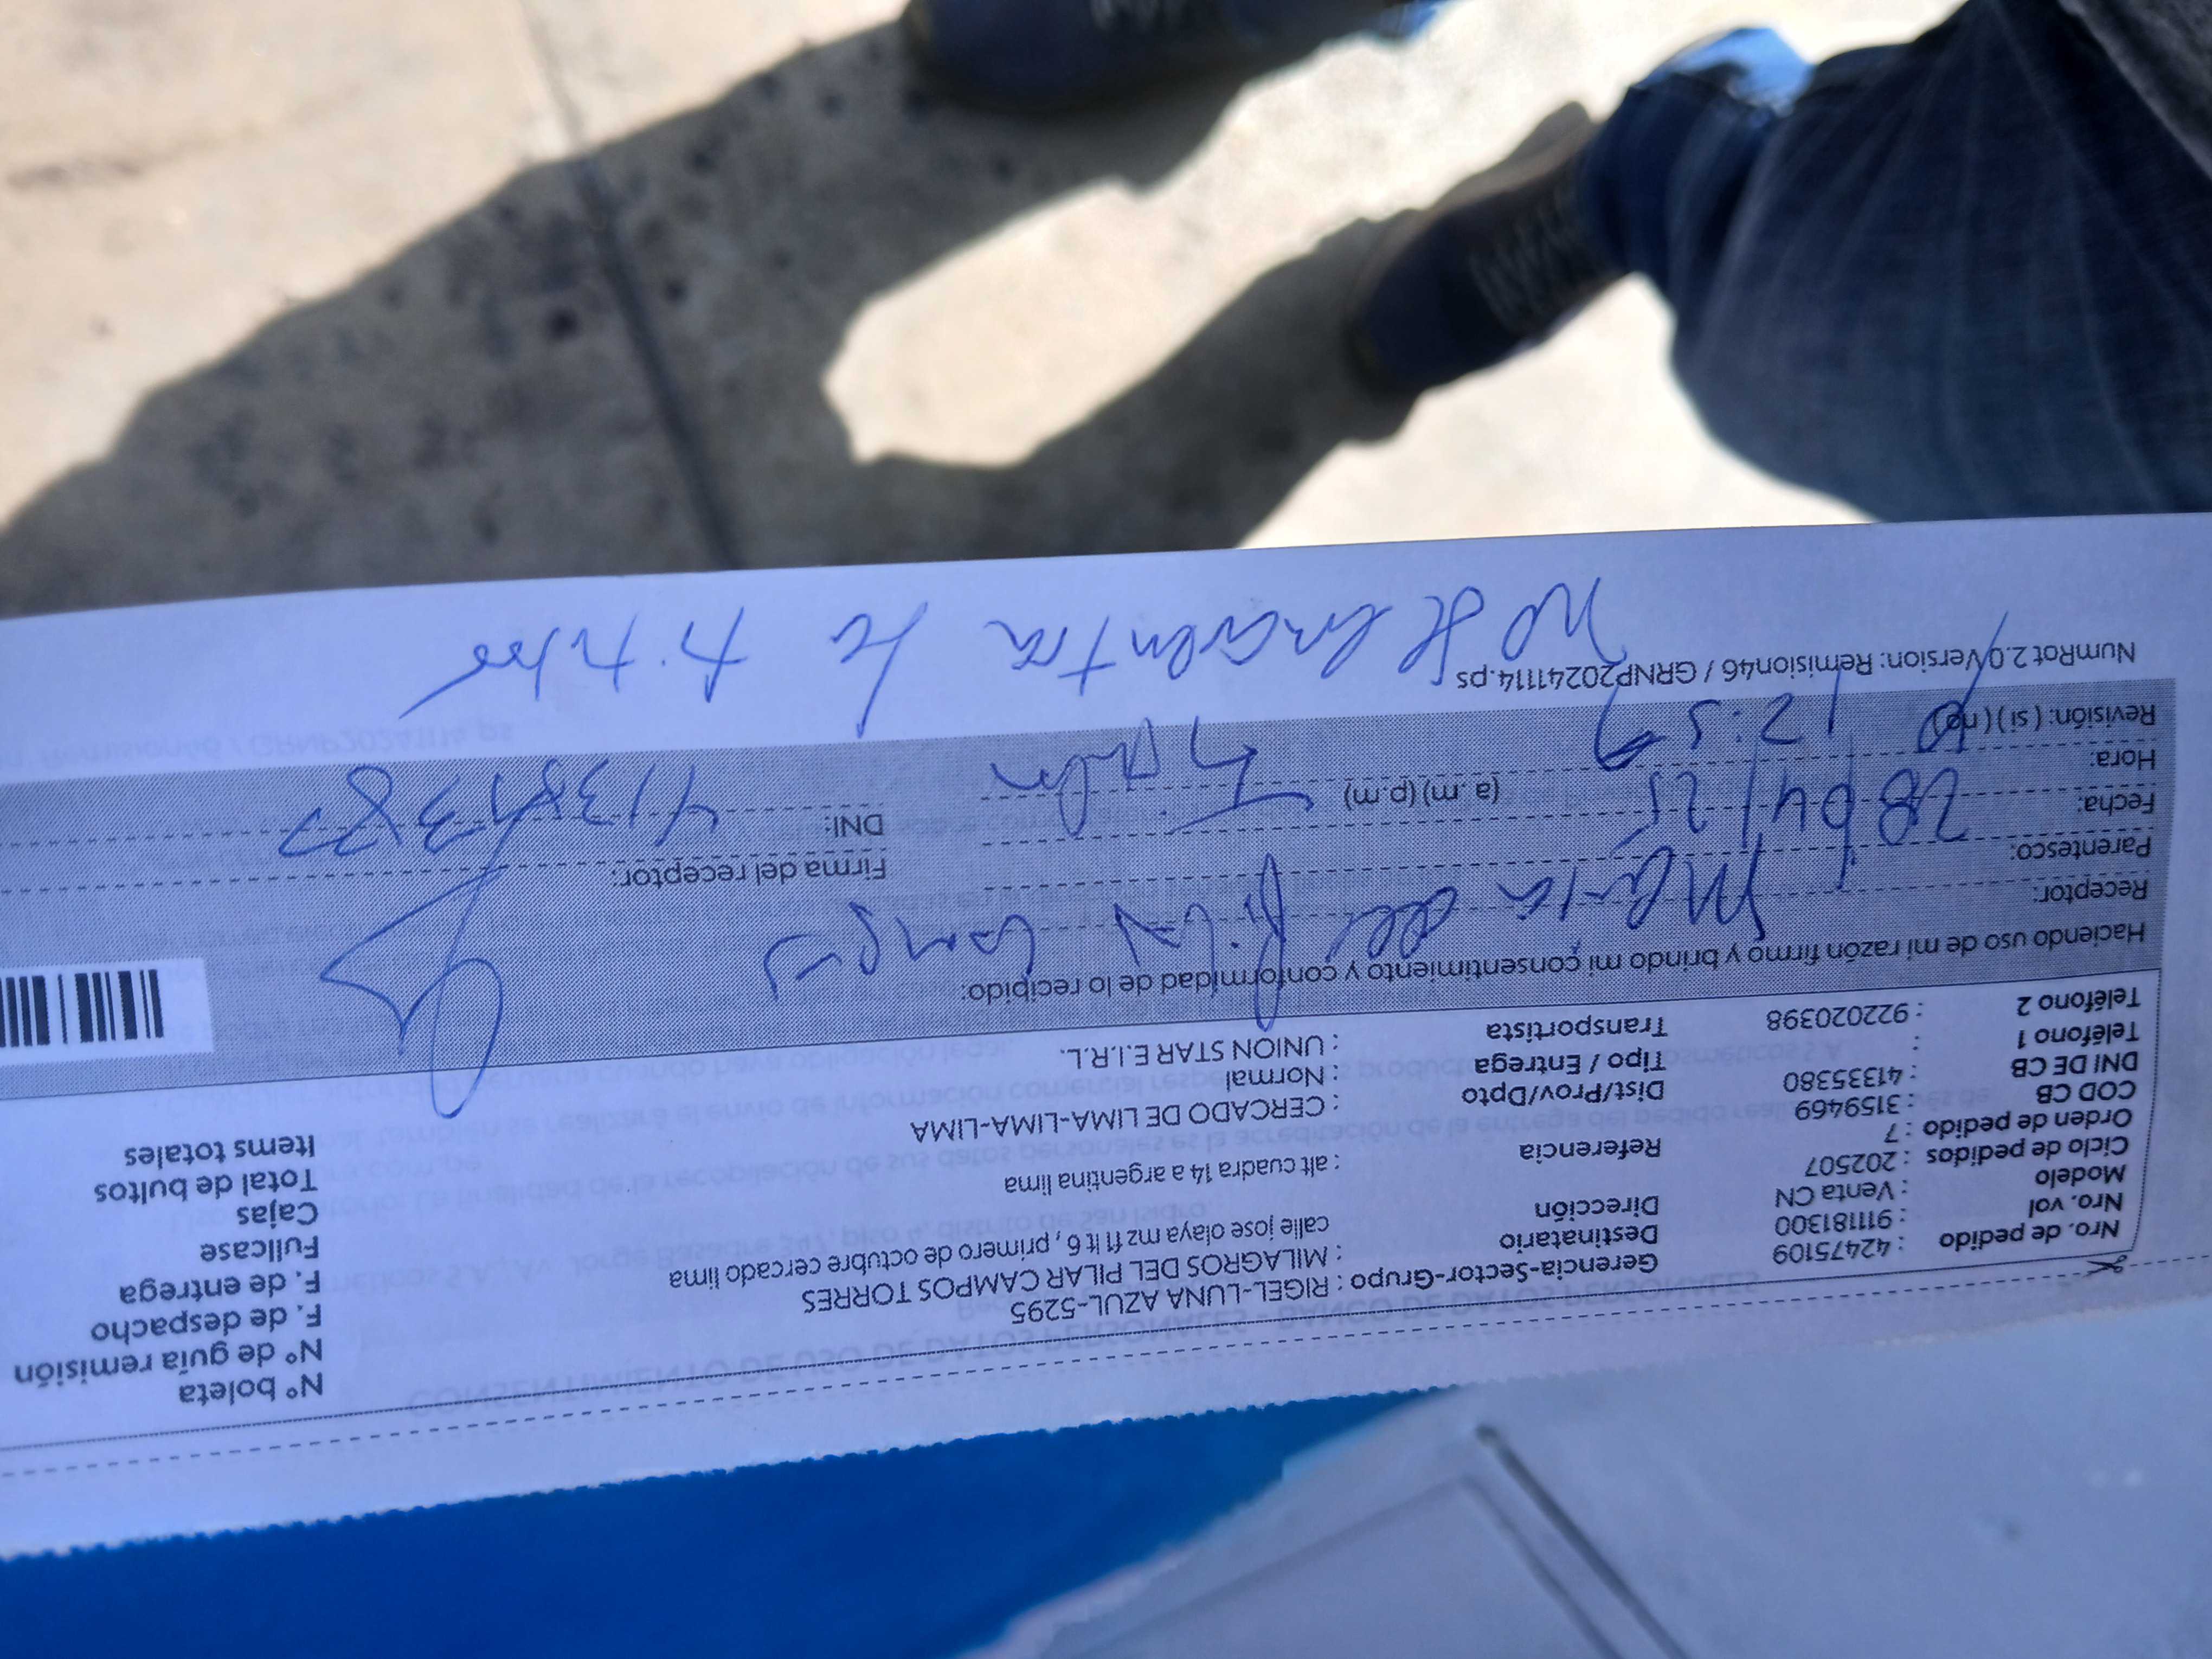 Nro. de pedido : 42475109
Nro. vol : 911181300
Modelo : Venta CN
Ciclo de pedidos : 202507
Orden de pedido : 7
COD CB : 3159469
DNI DE CB : 41335380
Teléfono 1 :
Teléfono 2 : 922020398
Gerencia-Sector-Grupo : RIGEL-LUNA AZUL-5295
Destinatario : MILAGROS DEL PILAR CAMPOS TORRES
Dirección calle jose olaya mz f1 lt 6 , primero de octubre cercado lima
Referencia : alt cuadra 14 a argentina lima
Dist/Prov/Dpto : CERCADO DE LIMA-LIMA-LIMA
Tipo / Entrega : Normal
Transportista : UNION STAR E.I.R.L.
N° boleta
N° de guía remisión
F. de despacho
F. de entrega
Fullcase
Cajas
Total de bultos
Items totales
Haciendo uso de mi razón firmo y brindo mi consentimiento y conformidad de lo recibido:
Receptor: María del Pilar Campos
Parentesco:
Fecha: 28/04/25
Hora: 12:57 (a. m) (p.m)
Revisión: ( si ) ( no )
Firma del receptor:
DNI:
NumRot 2.0 Version: Remision46 / GRNP20241114.ps
No se encuentra la titular